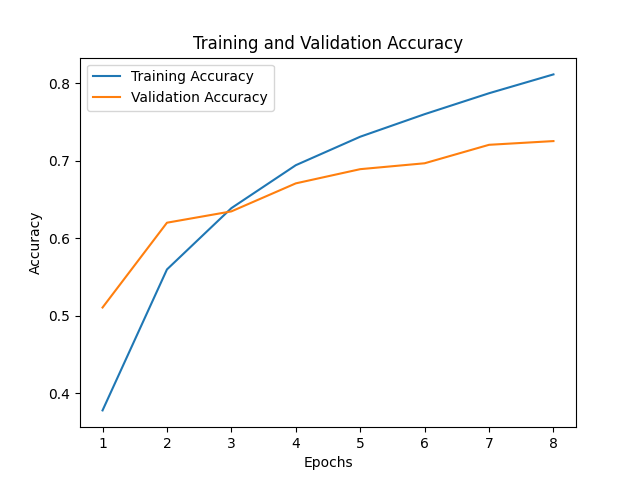 Training and Validation Accuracy
Training Accuracy
Validation Accuracy
0.8
0.7
0.6
0.5
0.4
Accuracy
1 2 3 4 5 6 7 8
Epochs